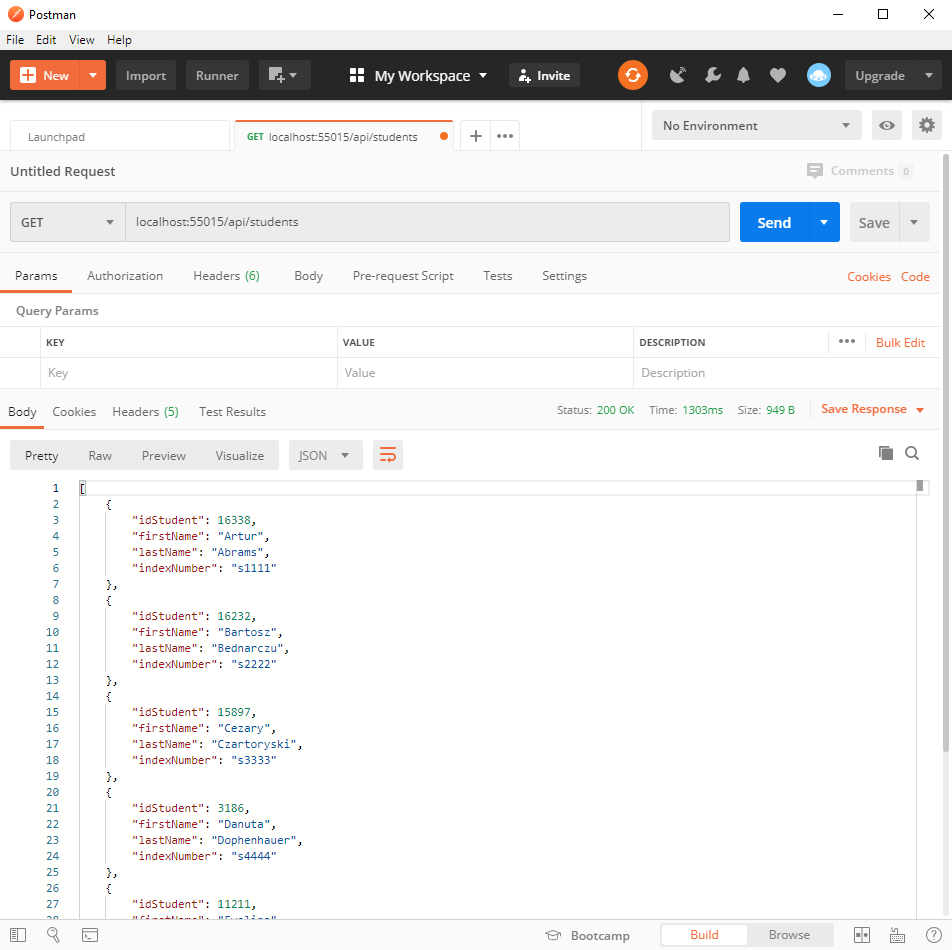 Postman
File Edit View Help
New Import Runner My Workspace Invite Upgrade
Launchpad GET localhost:55015/api/students No Environment
Untitled Request Comments 0
GET localhost:55015/api/students Send Save
Params Authorization Headers (6) Body Pre-request Script Tests Settings Cookies Code
Query Params
KEY VALUE DESCRIPTION Bulk Edit
Key Value Description
Body Cookies Headers (5) Test Results Status: 200 OK Time: 1303ms Size: 949 B Save Response
Pretty Raw Preview Visualize JSON
1 [
2 {
3 "idStudent": 16338,
4 "firstName": "Artur",
5 "lastName": "Abrams",
6 "indexNumber": "s1111"
7 },
8 {
9 "idStudent": 16232,
10 "firstName": "Bartosz",
11 "lastName": "Bednarczu",
12 "indexNumber": "s2222"
13 },
14 {
15 "idStudent": 15897,
16 "firstName": "Cezary",
17 "lastName": "Czartoryski",
18 "indexNumber": "s3333"
19 },
20 {
21 "idStudent": 3186,
22 "firstName": "Danuta",
23 "lastName": "Dophenhauer",
24 "indexNumber": "s4444"
25 },
26 {
27 "idStudent": 11211,
28 "firstName":
Bootcamp Build Browse